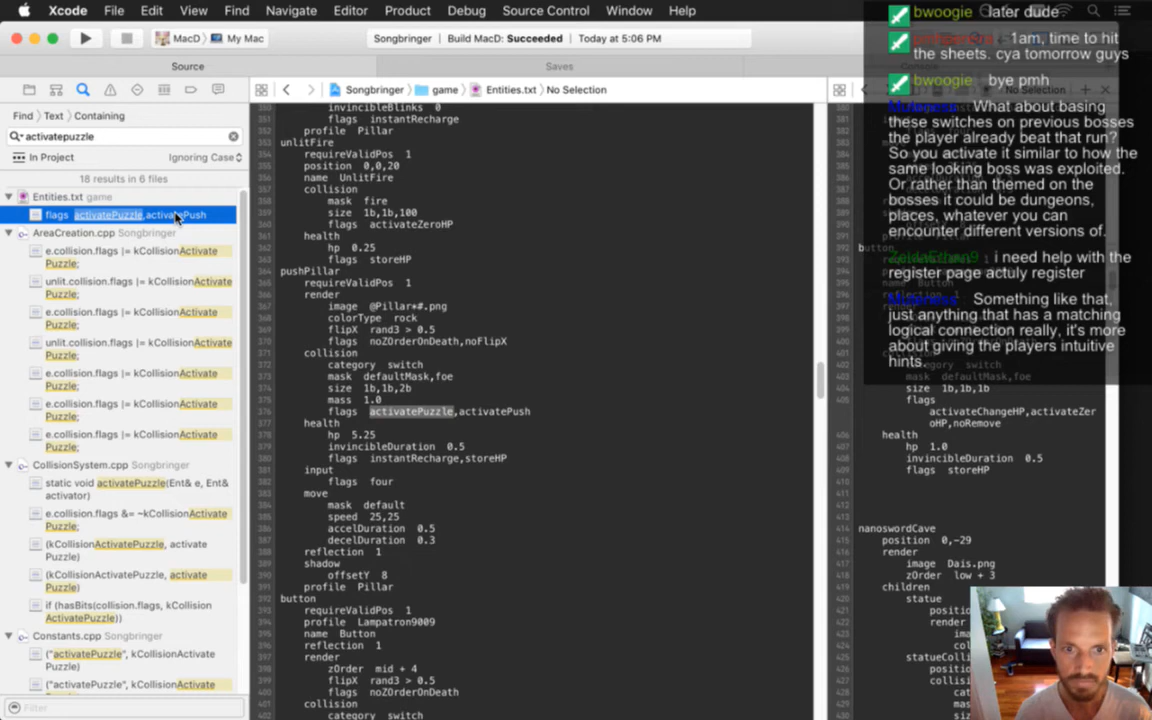 Xcode File Edit View Find Navigate Editor Product Debug Source Control Window Help
MacD My Mac
Songbringer Build MacD: Succeeded Today at 5:06 PM
Source
Saves
Find Text Containing
activatepuzzle
In Project Ignoring Case
18 results in 6 files
Entities.txt game
flags activatePuzzle,activatePush
AreaCreation.cpp Songbringer
e.collision.flags |= kCollisionActivate
Puzzle;
unlit.collision.flags |= kCollisionActivate
Puzzle;
e.collision.flags |= kCollisionActivate
Puzzle;
unlit.collision.flags |= kCollisionActivate
Puzzle;
e.collision.flags |= kCollisionActivate
Puzzle;
e.collision.flags |= kCollisionActivate
Puzzle;
e.collision.flags |= kCollisionActivate
Puzzle;
CollisionSystem.cpp Songbringer
static void activatePuzzle(Ent& e, Ent&
activator)
e.collision.flags &= ~kCollisionActivate
Puzzle;
(kCollisionActivatePuzzle, activate
Puzzle)
(kCollisionActivatePuzzle, activate
Puzzle)
if (hasBits(collision.flags, kCollision
ActivatePuzzle))
Constants.cpp Songbringer
("activatePuzzle", kCollisionActivate
Puzzle)
("activatePuzzle", kCollisionActivate
Filter
Songbringer game Entities.txt No Selection
invincibleBlinks 0
flags instantRecharge
profile Pillar
unlitFire
requireValidPos 1
position 0,0,20
name UnlitFire
collision
mask fire
size 1b,1b,100
flags activateZeroHP
health
hp 0.25
flags storeHP
pushPillar
requireValidPos 1
render
image @Pillar*#.png
colorType rock
flipX rand3 > 0.5
flags noZOrderOnDeath,noFlipX
collision
category switch
mask defaultMask,foe
size 1b,1b,2b
mass 1.0
flags activatePuzzle,activatePush
health
hp 5.25
invincibleDuration 0.5
flags instantRecharge,storeHP
input
flags four
move
mask default
speed 25,25
accelDuration 0.5
decelDuration 0.3
reflection 1
shadow
offsetY 8
profile Pillar
button
requireValidPos 1
profile Lampatron9009
name Button
reflection 1
render
zOrder mid + 4
flipX rand3 > 0.5
flags noZOrderOnDeath
collision
category switch
No Selection
mask defaultMask,foe
size 1b,1b,1b
flags
activateChangeHP,activateZer
oHP,noRemove
health
hp 1.0
invincibleDuration 0.5
flags storeHP
nanoswordCave
position 0,-29
render
image Dais.png
zOrder low + 3
children
statue
render
bwoogie later dude
1am, time to hit
the sheets. cya tomorrow guys
bwoogie bye pmh
What about basing
these switches on previous bosses
the player already beat that run?
So you activate it similar to how the
same looking boss was exploited.
Or rather than themed on the
bosses it could be dungeons,
places, whatever you can
encounter different versions of.
i need help with the
register page actuly register
Something like that,
just anything that has a matching
logical connection really, it's more
about giving the players intuitive
hints